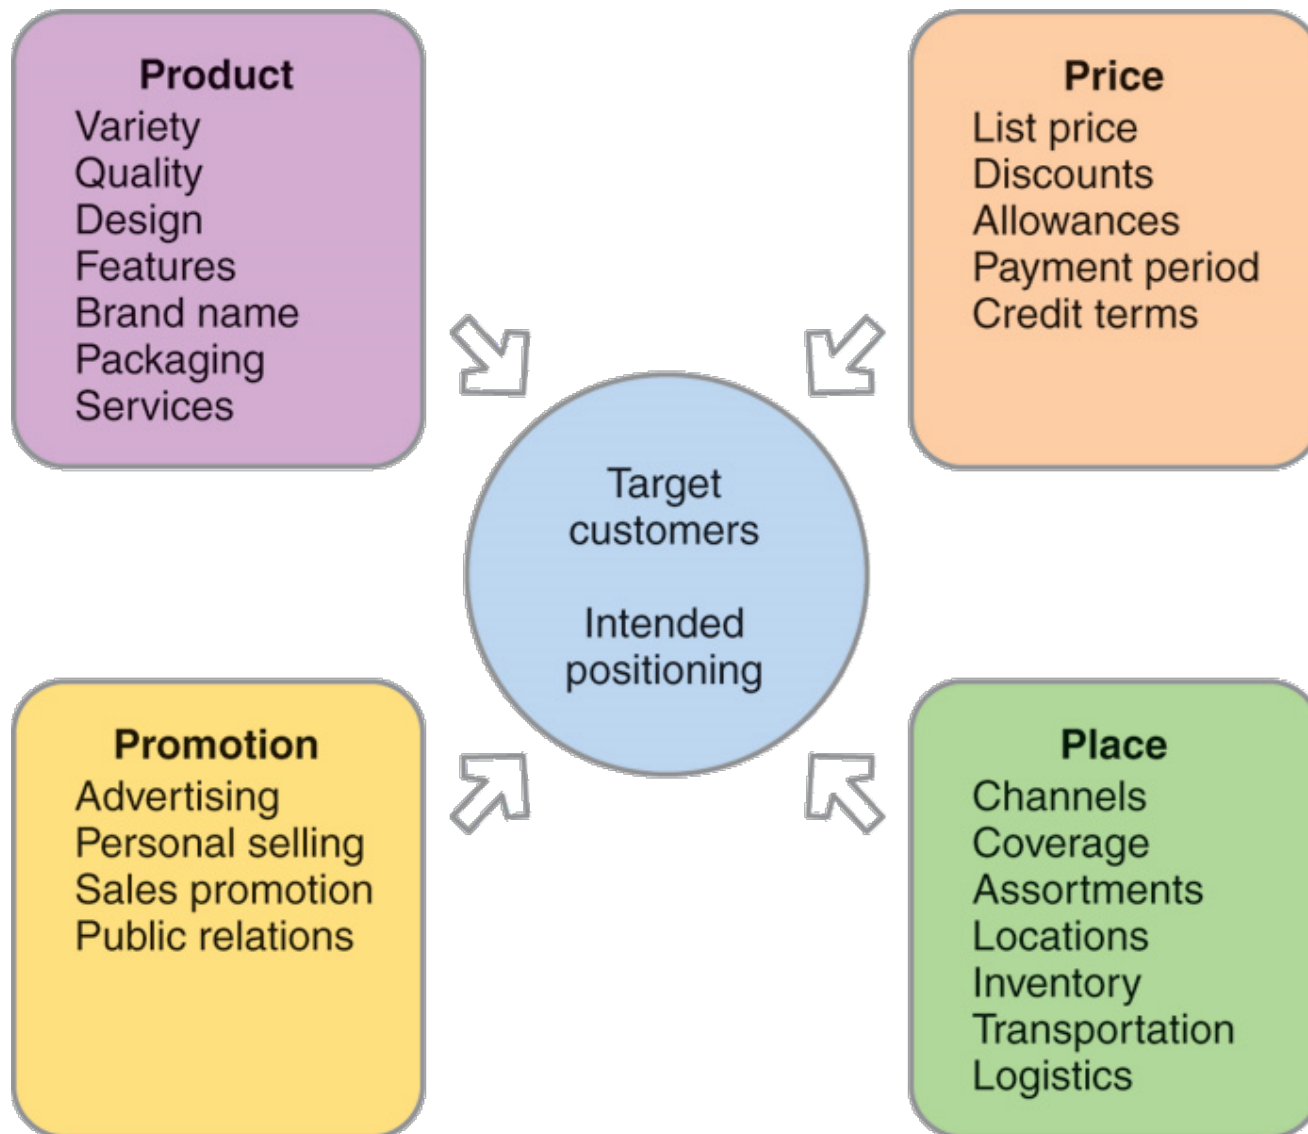 Product
Variety
Quality
Design
Features
Brand name
Packaging
Services
Price
List price
Discounts
Allowances
Payment period
Credit terms
Target
customers
Intended
positioning
Promotion
Advertising
Personal selling
Sales promotion
Public relations
Place
Channels
Coverage
Assortments
Locations
Inventory
Transportation
Logistics